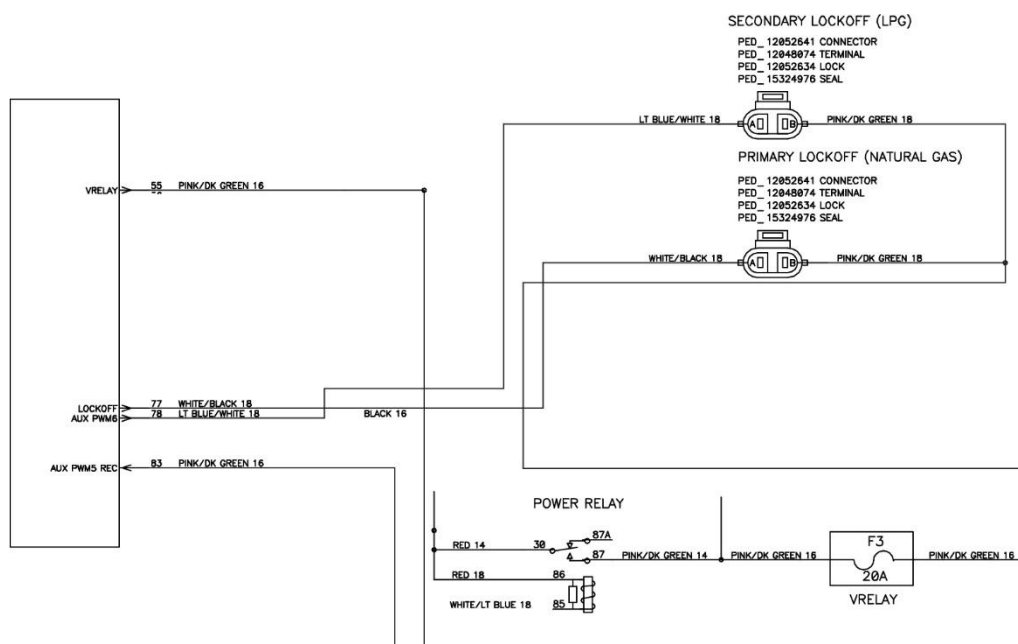 SECONDARY LOCKOFF (LPG)
PED_ 12052641 CONNECTOR
PED_ 12048074 TERMINAL
PED_ 12052634 LOCK
PED_ 15324976 SEAL
LT BLUE/WHITE 18 A B PINK/DK GREEN 18
PRIMARY LOCKOFF (NATURAL GAS)
PED_ 12052641 CONNECTOR
PED_ 12048074 TERMINAL
PED_ 12052634 LOCK
PED_ 15324976 SEAL
VRELAY 55 PINK/DK GREEN 16
WHITE/BLACK 18 A B PINK/DK GREEN 18
LOCKOFF 77 WHITE/BLACK 18
AUX PWM6 78 LT BLUE/WHITE 18 BLACK 16
AUX PWM5 REC 83 PINK/DK GREEN 16
POWER RELAY
87A
RED 14 30
87 PINK/DK GREEN 14 PINK/DK GREEN 16 F3 PINK/DK GREEN 16
20A
RED 18 86
VRELAY
WHITE/LT BLUE 18 85